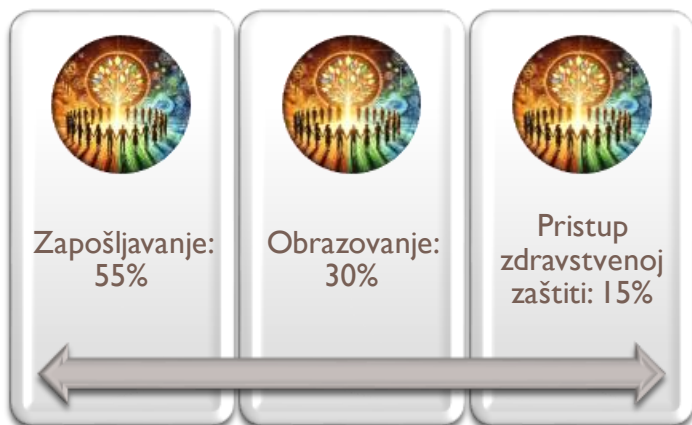 Zapošljavanje:
55%
Obrazovanje:
30%
Pristup
zdravstvenoj
zaštiti: 15%